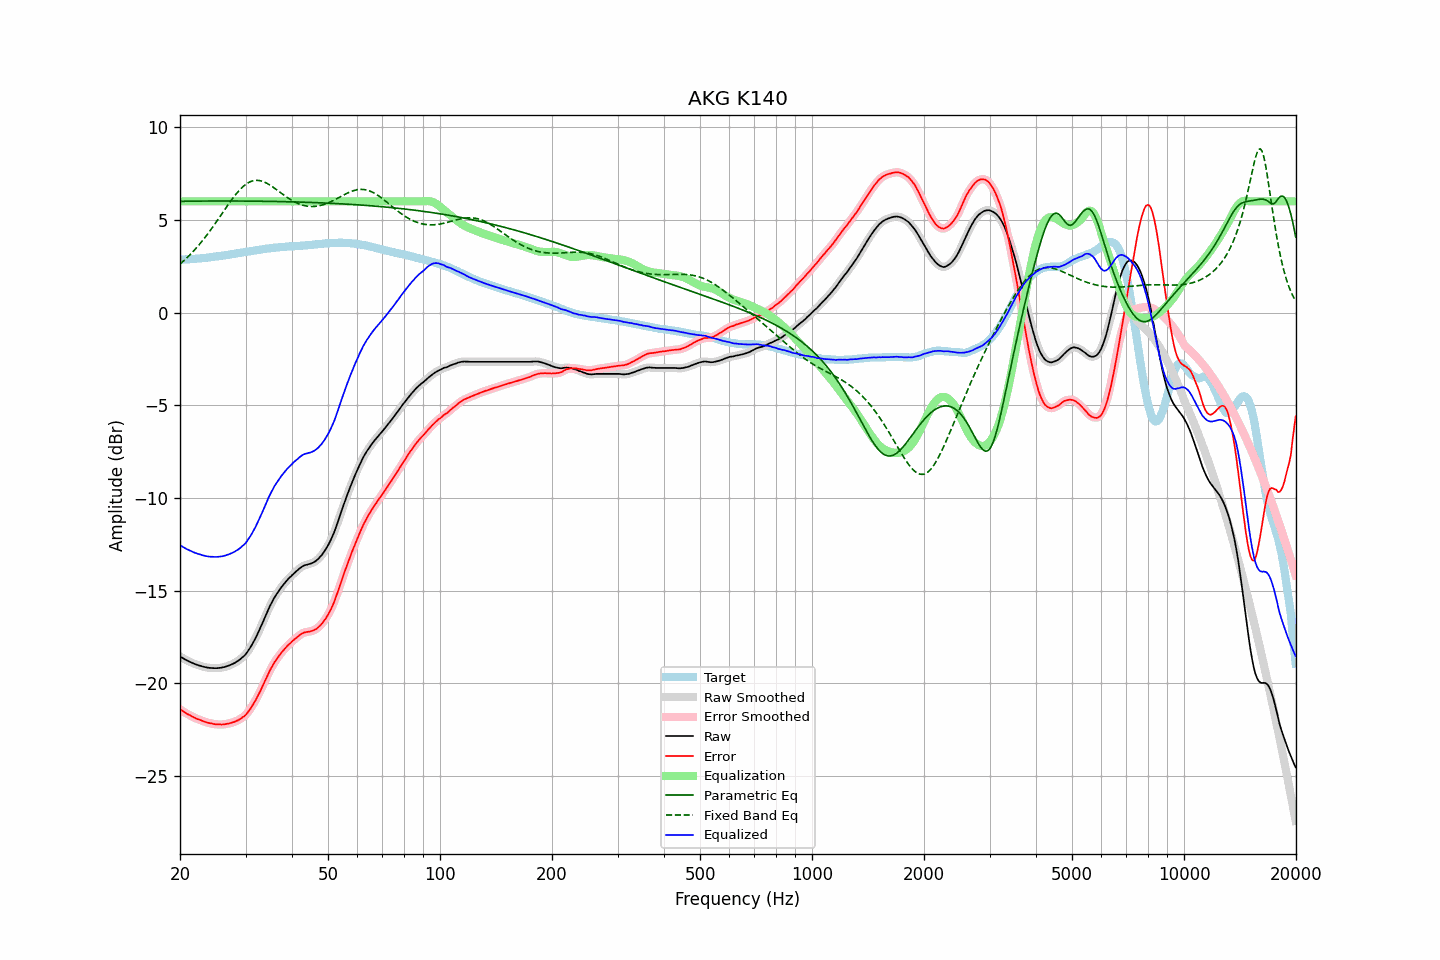 AKG K140
Amplitude (dBr)
10
5
0
−5
−10
−15
−20
−25
Target
Raw Smoothed
Error Smoothed
Raw
Error
Equalization
Parametric Eq
Fixed Band Eq
Equalized
20 50 100 200 500 1000 2000 5000 10000 20000
Frequency (Hz)